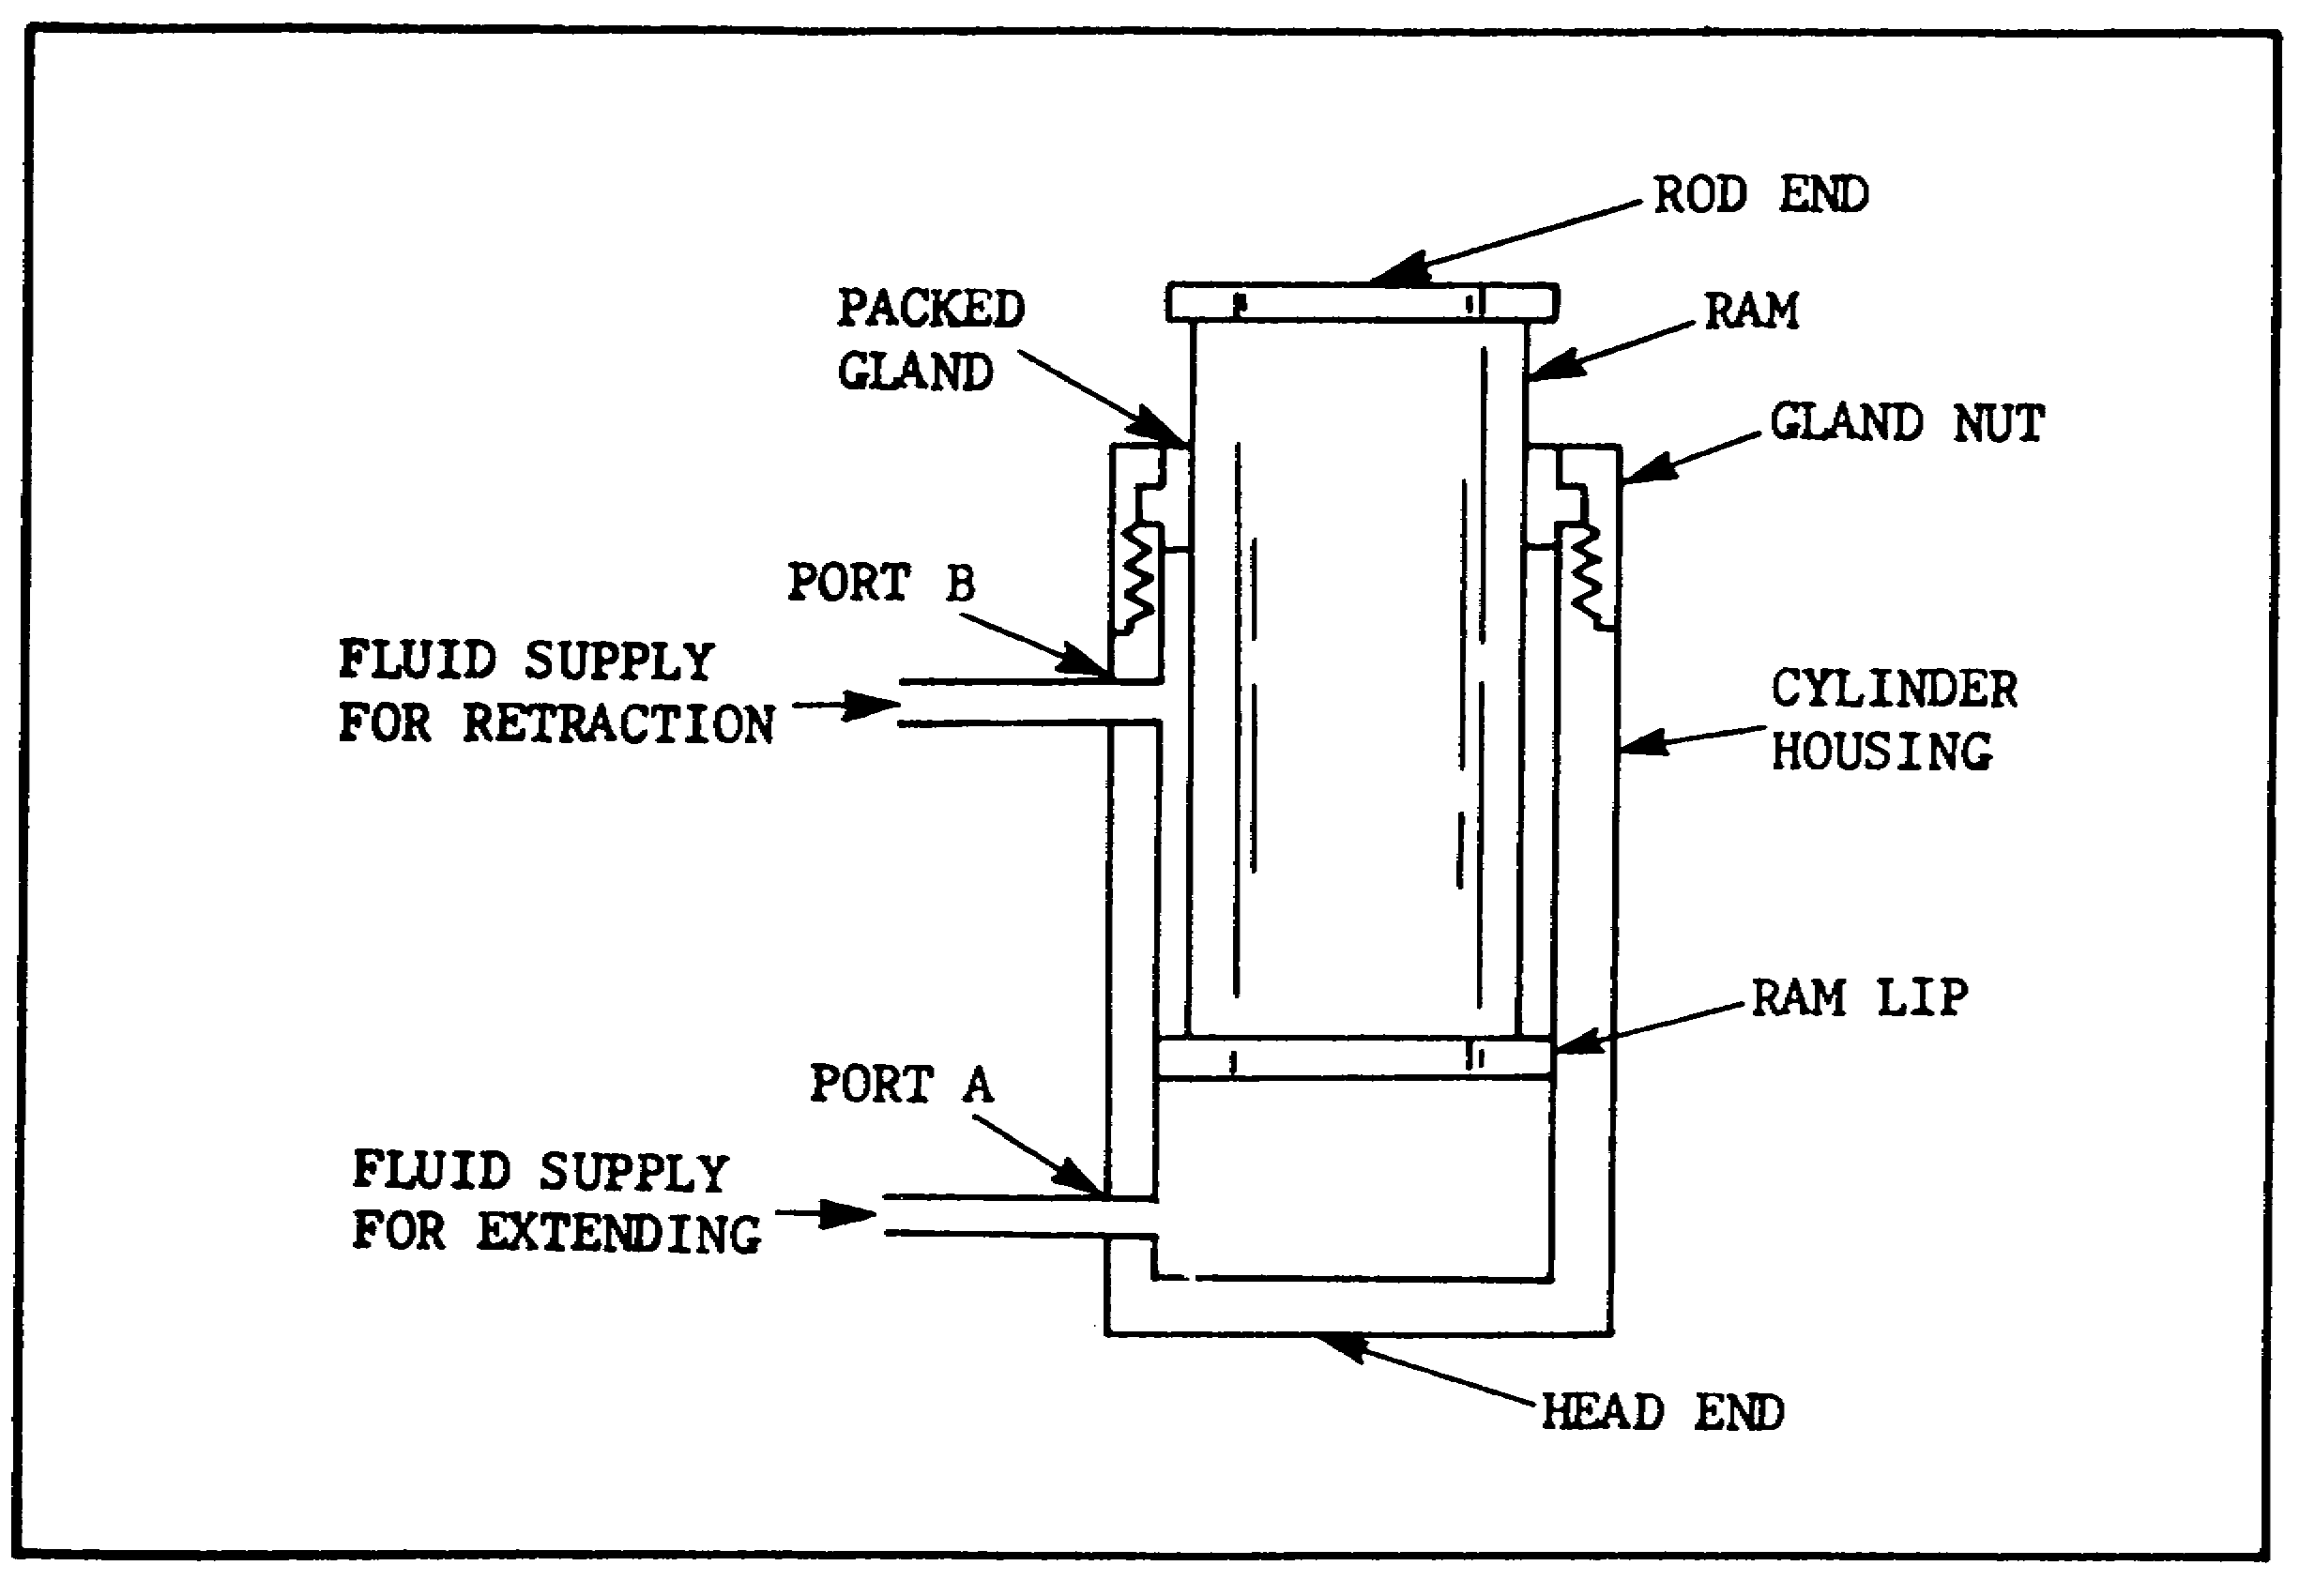 ROD END
PACKED
GLAND
RAM
GLAND NUT
PORT B
FLUID SUPPLY
FOR RETRACTION
CYLINDER
HOUSING
RAM LIP
PORT A
FLUID SUPPLY
FOR EXTENDING
HEAD END